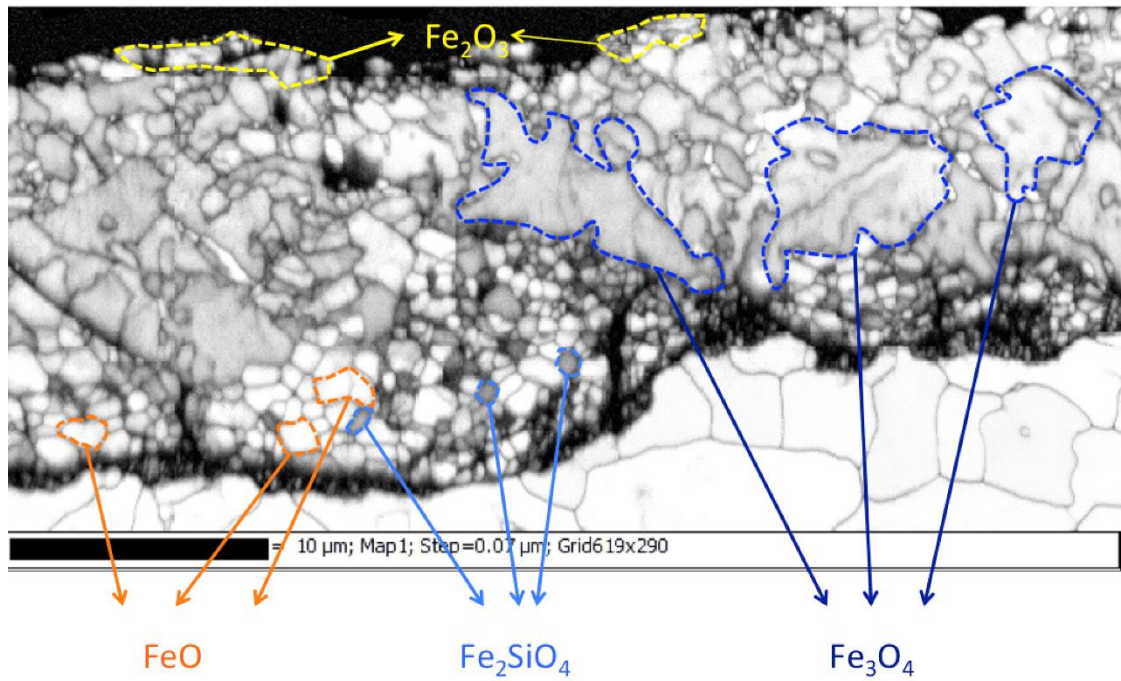 Fe₂O₃
= 10 µm; Map1; Step=0.07 µm; Grid619x290
FeO
Fe₂SiO₄
Fe₃O₄